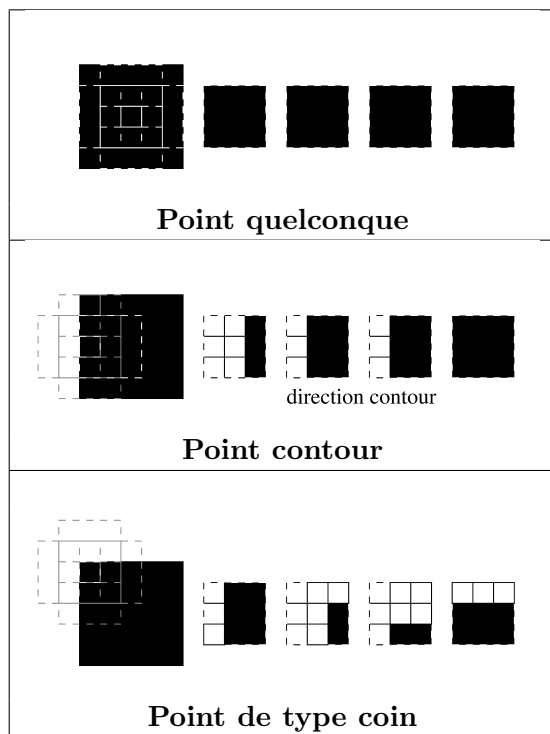 Point quelconque
direction contour
Point contour
Point de type coin